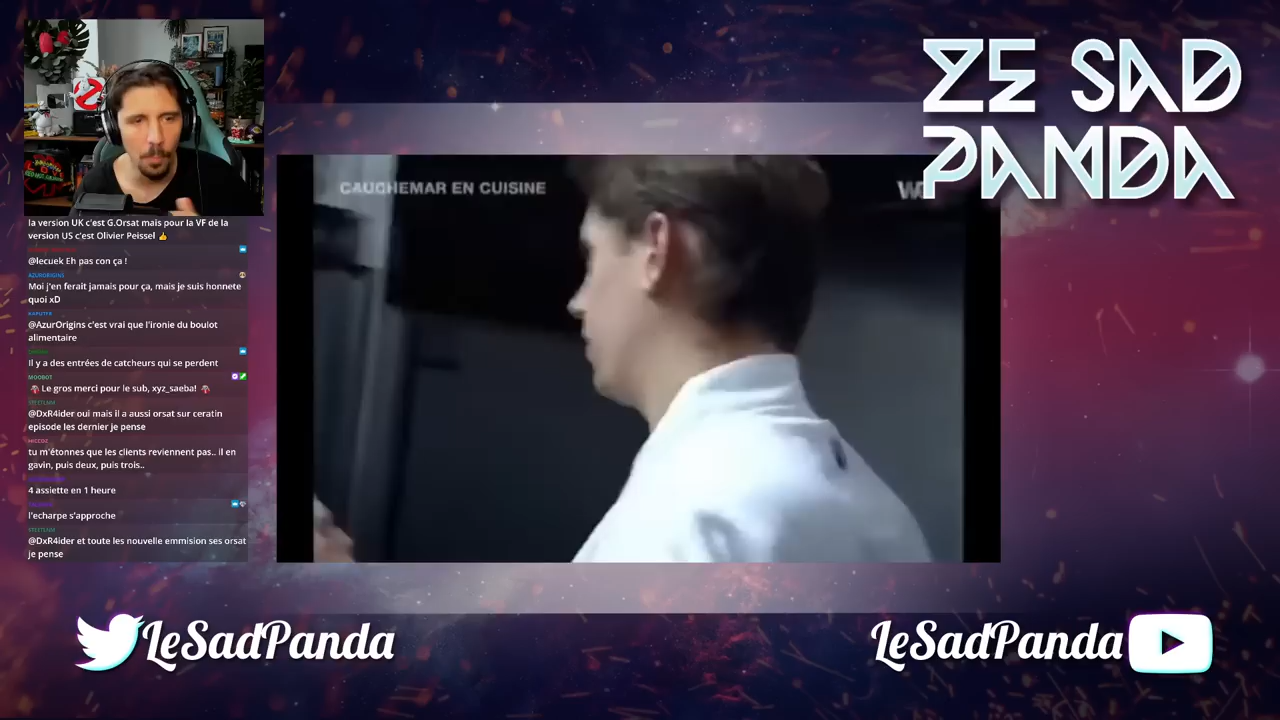 ZE SAD
PANDA
CAUCHEMAR EN CUISINE
W
la version UK c'est G.Orsat mais pour la VF de la
version US c'est Olivier Peissel 👍
@lecuek Eh pas con ça !
AZURORIGINS
Moi j'en ferait jamais pour ça, mais je suis honnete
quoi xD
@AzurOrigins c'est vrai que l'ironie du boulot
alimentaire
Il y a des entrées de catcheurs qui se perdent
MOOBOT
Le gros merci pour le sub, xyz_saeba!
@DxR4ider oui mais il a aussi orsat sur ceratin
episode les dernier je pense
tu m'étonnes que les clients reviennent pas.. il en
gavin, puis deux, puis trois..
4 assiette en 1 heure
l'echarpe s'approche
@DxR4ider et toute les nouvelle emmision ses orsat
je pense
LeSadPanda
LeSadPanda